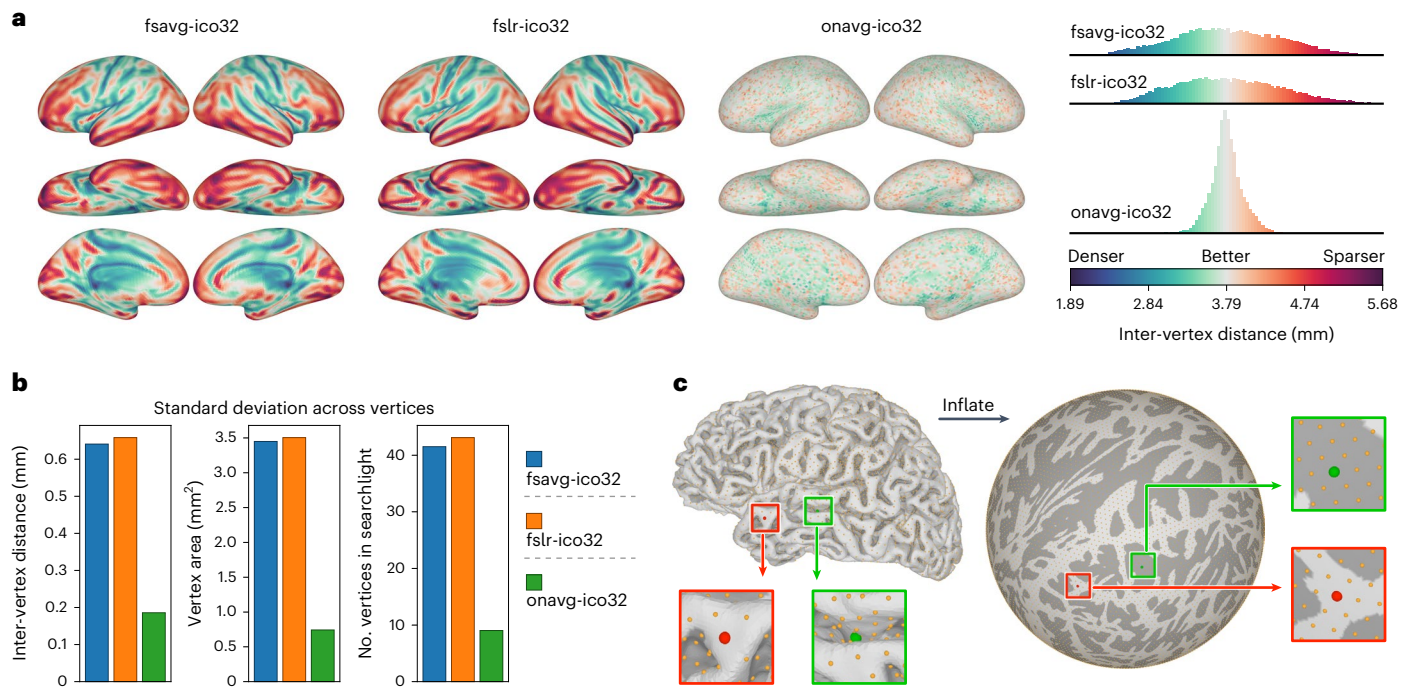 a
fsavg-ico32
fslr-ico32
onavg-ico32
fsavg-ico32
fslr-ico32
onavg-ico32
Denser Better Sparser
1.89 2.84 3.79 4.74 5.68
Inter-vertex distance (mm)
b
Standard deviation across vertices
Inter-vertex distance (mm)
0.6
0.5
0.4
0.3
0.2
0.1
0
Vertex area (mm²)
3.5
3.0
2.5
2.0
1.5
1.0
0.5
0
No. vertices in searchlight
40
30
20
10
0
fsavg-ico32
fslr-ico32
onavg-ico32
c
Inflate